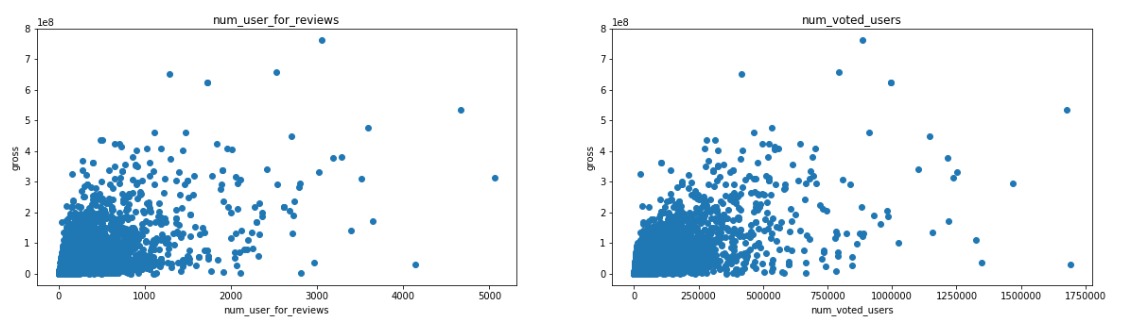 num_user_for_reviews
1e8
8
7
6
5
4
3
2
1
0
gross
0 1000 2000 3000 4000 5000
num_user_for_reviews
num_voted_users
1e8
8
7
6
5
4
3
2
1
0
gross
0 250000 500000 750000 1000000 1250000 1500000 1750000
num_voted_users